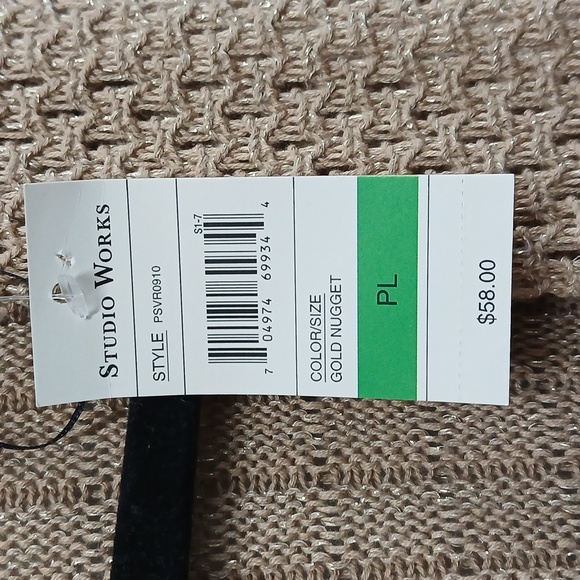 STUDIO WORKS
STYLE PSVR0910
S1-7
7 04974 69934 4
COLOR/SIZE
GOLD NUGGET
PL
$58.00